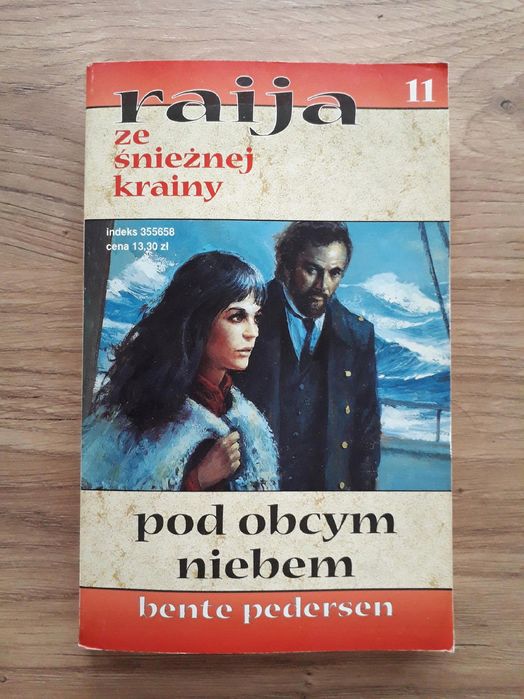 raija
11
ze
śnieżnej
krainy
indeks 355658
cena 13,30 zł
pod obcym
niebem
bente pedersen